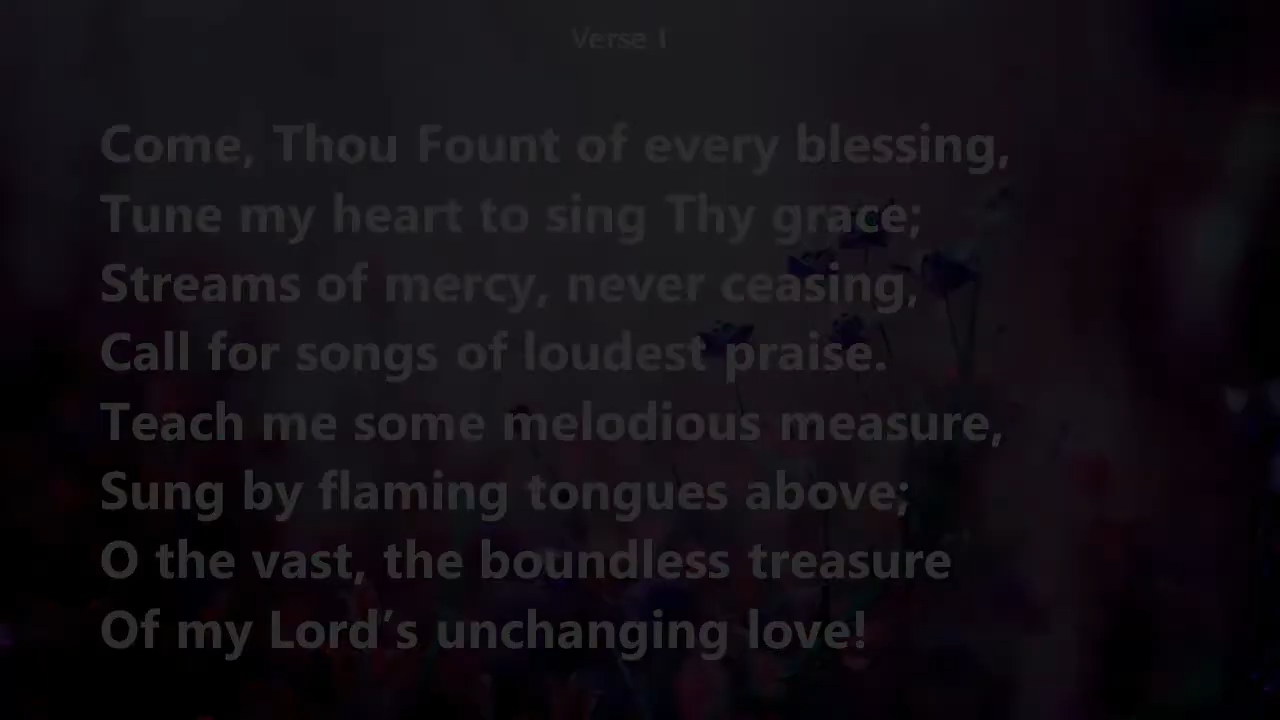 Verse 1
Come, Thou Fount of every blessing,
Tune my heart to sing Thy grace;
Streams of mercy, never ceasing,
Call for songs of loudest praise.
Teach me some melodious measure,
Sung by flaming tongues above;
O the vast, the boundless treasure
Of my Lord’s unchanging love!